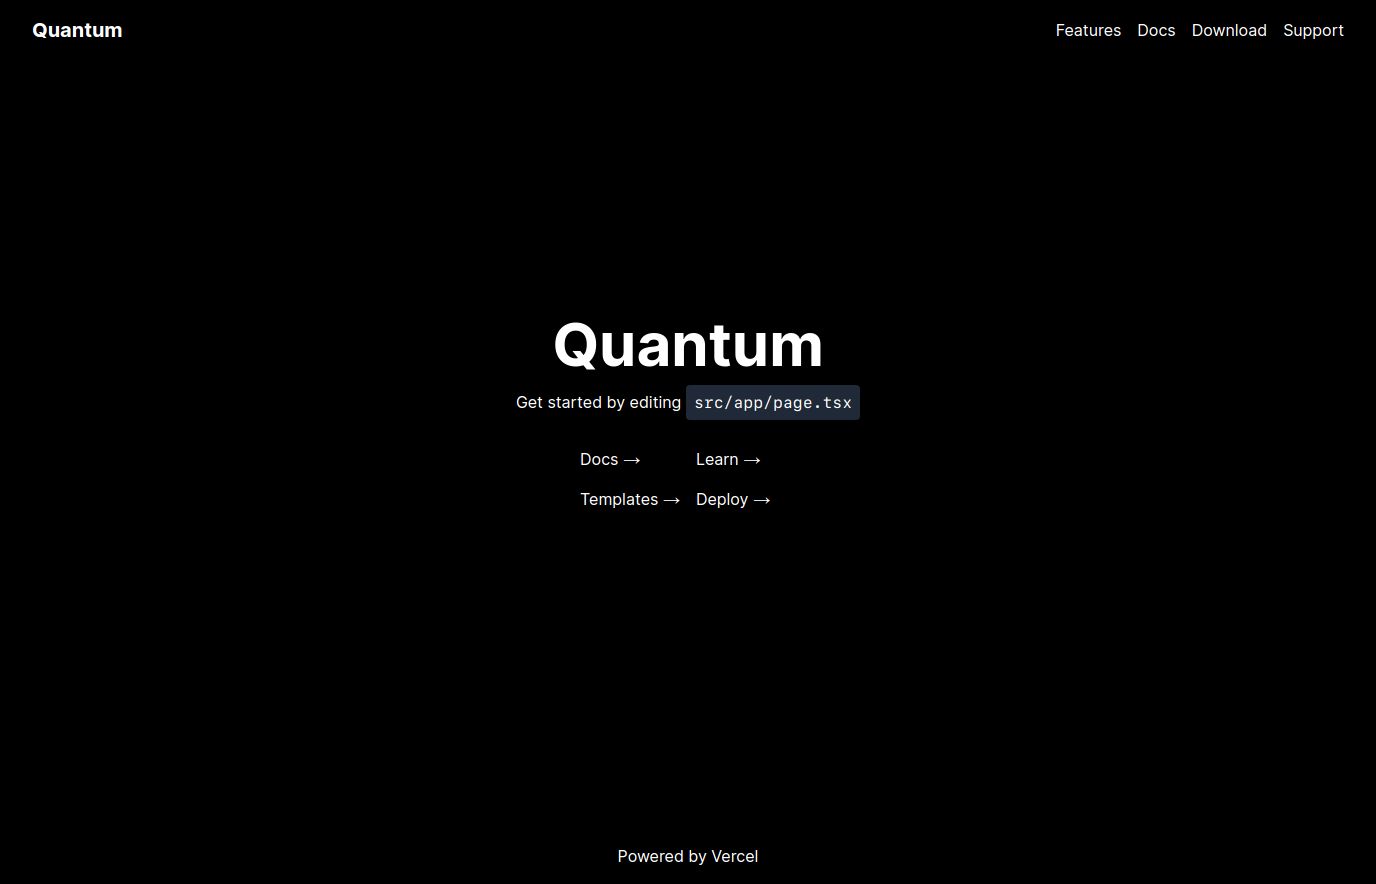 Quantum
Features Docs Download Support
Quantum
Get started by editing src/app/page.tsx
Docs → Learn →
Templates → Deploy →
Powered by Vercel